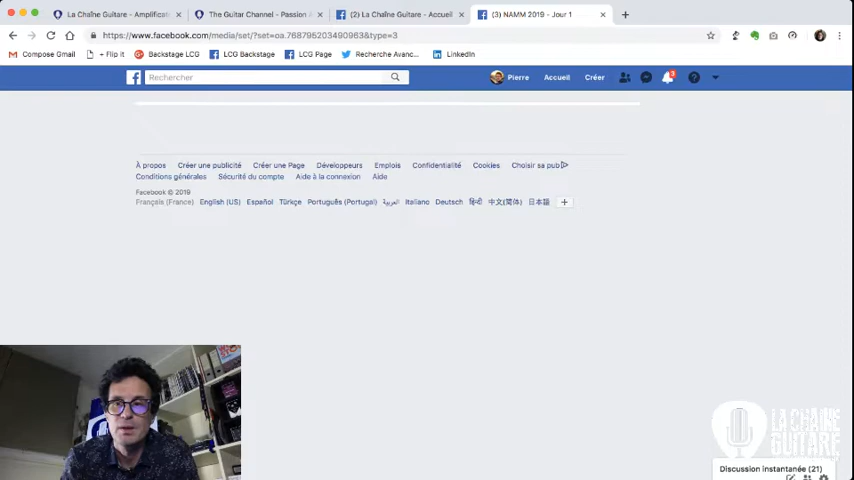 La Chaîne Guitare - Amplificat
The Guitar Channel - Passion
(2) La Chaîne Guitare - Accueil
(3) NAMM 2019 - Jour 1
https://www.facebook.com/media/set/?set=oa.768795203490963&type=3
Compose Gmail
+ Flip it
Backstage LCG
LCG Backstage
LCG Page
Recherche Avanc...
LinkedIn
Rechercher
Pierre
Accueil
Créer
3
À propos Créer une publicité Créer une Page Développeurs Emplois Confidentialité Cookies Choisir sa pub
Conditions générales Sécurité du compte Aide à la connexion Aide
Facebook © 2019
Français (France) English (US) Español Türkçe Português (Portugal) العربية Italiano Deutsch हिन्दी 中文(简体) 日本語
LA CHAÎNE
GUITARE
Discussion instantanée (21)